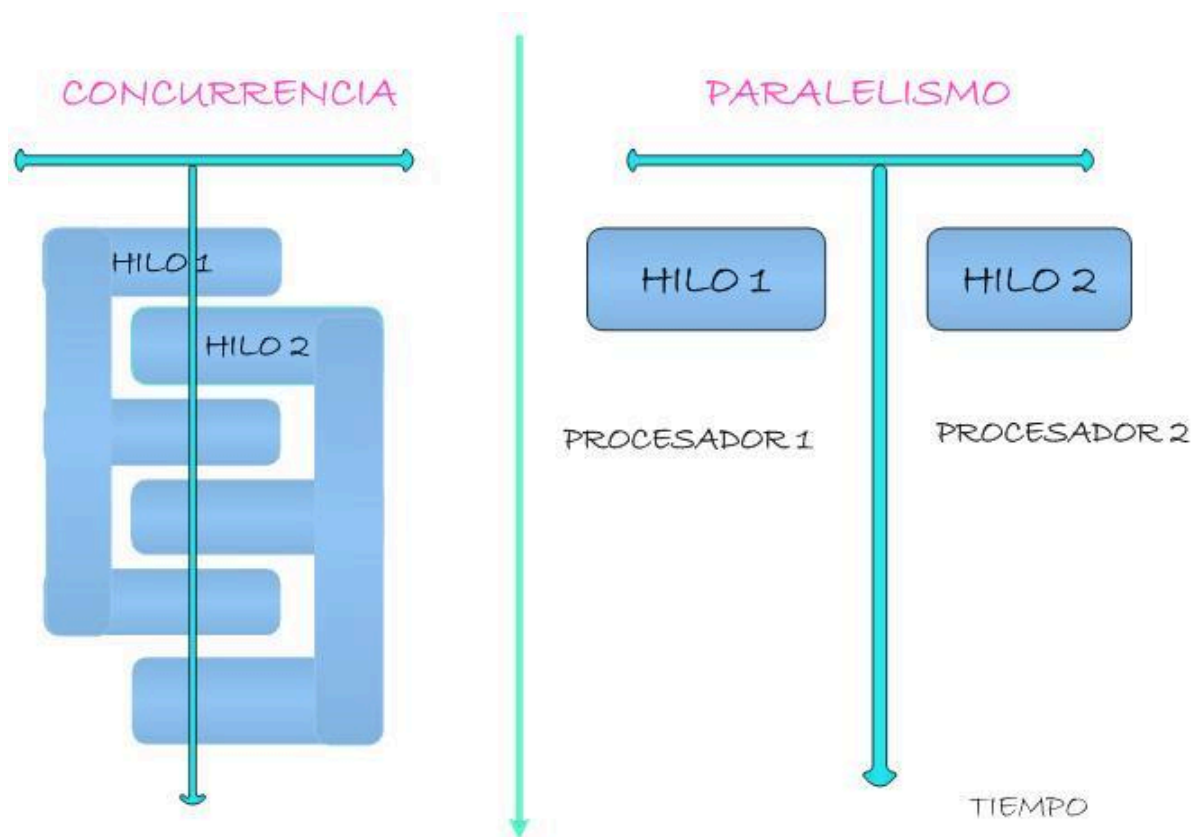 CONCURRENCIA
HILO 1
HILO 2
PARALELISMO
HILO 1
HILO 2
PROCESADOR 1
PROCESADOR 2
TIEMPO